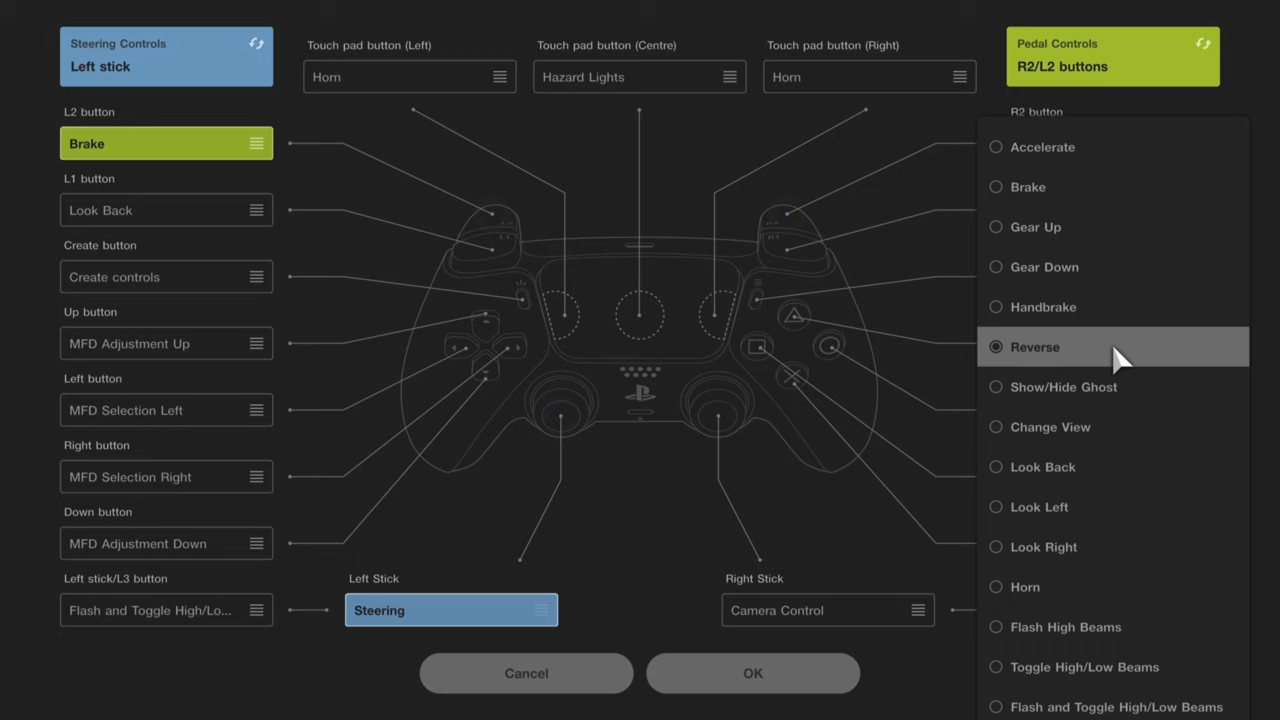 Steering Controls
Left stick
Touch pad button (Left)
Horn
Touch pad button (Centre)
Hazard Lights
Touch pad button (Right)
Horn
Pedal Controls
R2/L2 buttons
L2 button
Brake
L1 button
Look Back
Create button
Create controls
Up button
MFD Adjustment Up
Left button
MFD Selection Left
Right button
MFD Selection Right
Down button
MFD Adjustment Down
Left stick/L3 button
Flash and Toggle High/Lo...
Left Stick
Steering
Right Stick
Camera Control
R2 button
Accelerate
Brake
Gear Up
Gear Down
Handbrake
Reverse
Show/Hide Ghost
Change View
Look Back
Look Left
Look Right
Horn
Flash High Beams
Toggle High/Low Beams
Flash and Toggle High/Low Beams
Cancel
OK